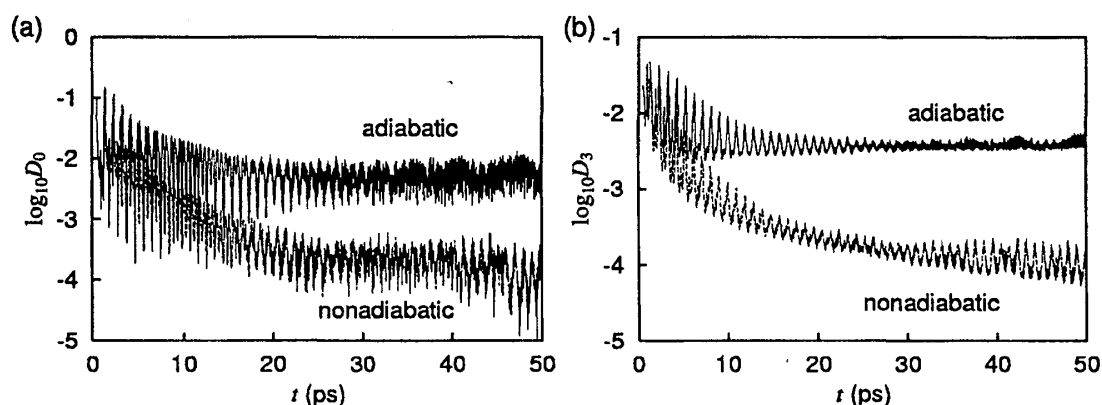 (a)
0
-1
-2
-3
-4
-5
log₁₀D₀
adiabatic
nonadiabatic
0 10 20 30 40 50
t (ps)
(b)
-1
-2
-3
-4
-5
log₁₀D₃
adiabatic
nonadiabatic
0 10 20 30 40 50
t (ps)